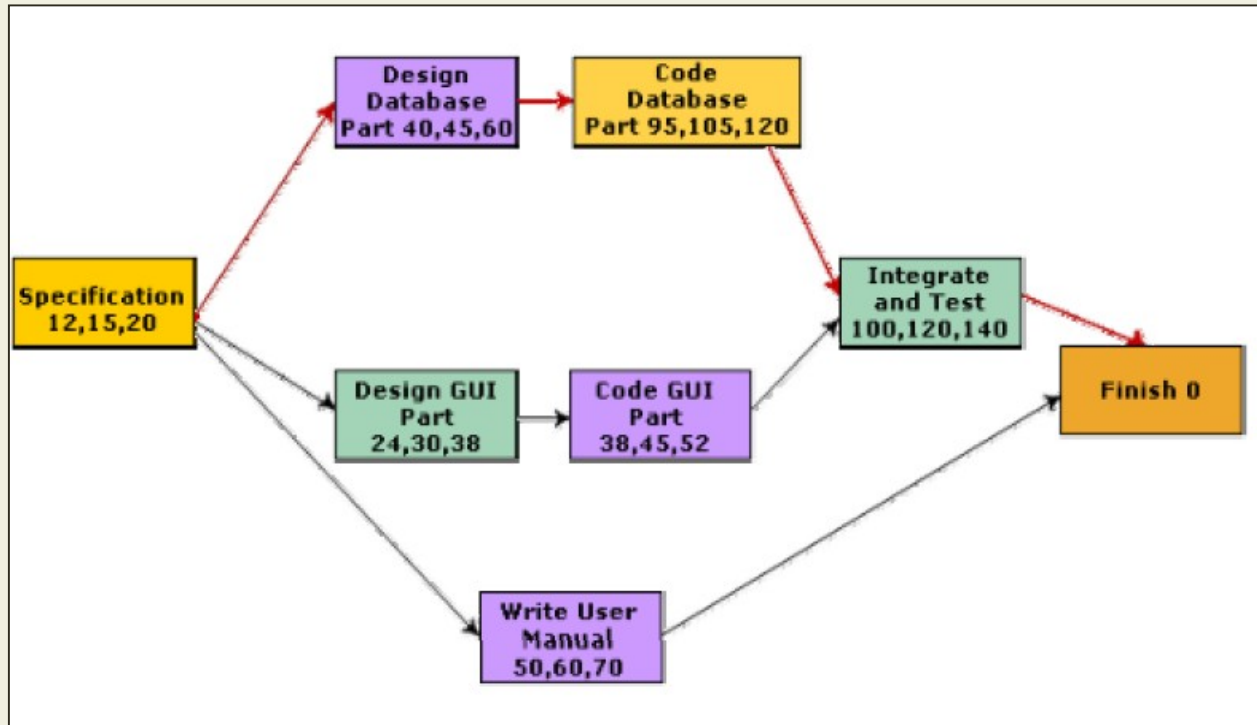 Design
Database
Part 40,45,60
Code
Database
Part 95,105,120
Specification
12,15,20
Integrate
and Test
100,120,140
Design GUI
Part
24,30,38
Code GUI
Part
38,45,52
Finish 0
Write User
Manual
50,60,70